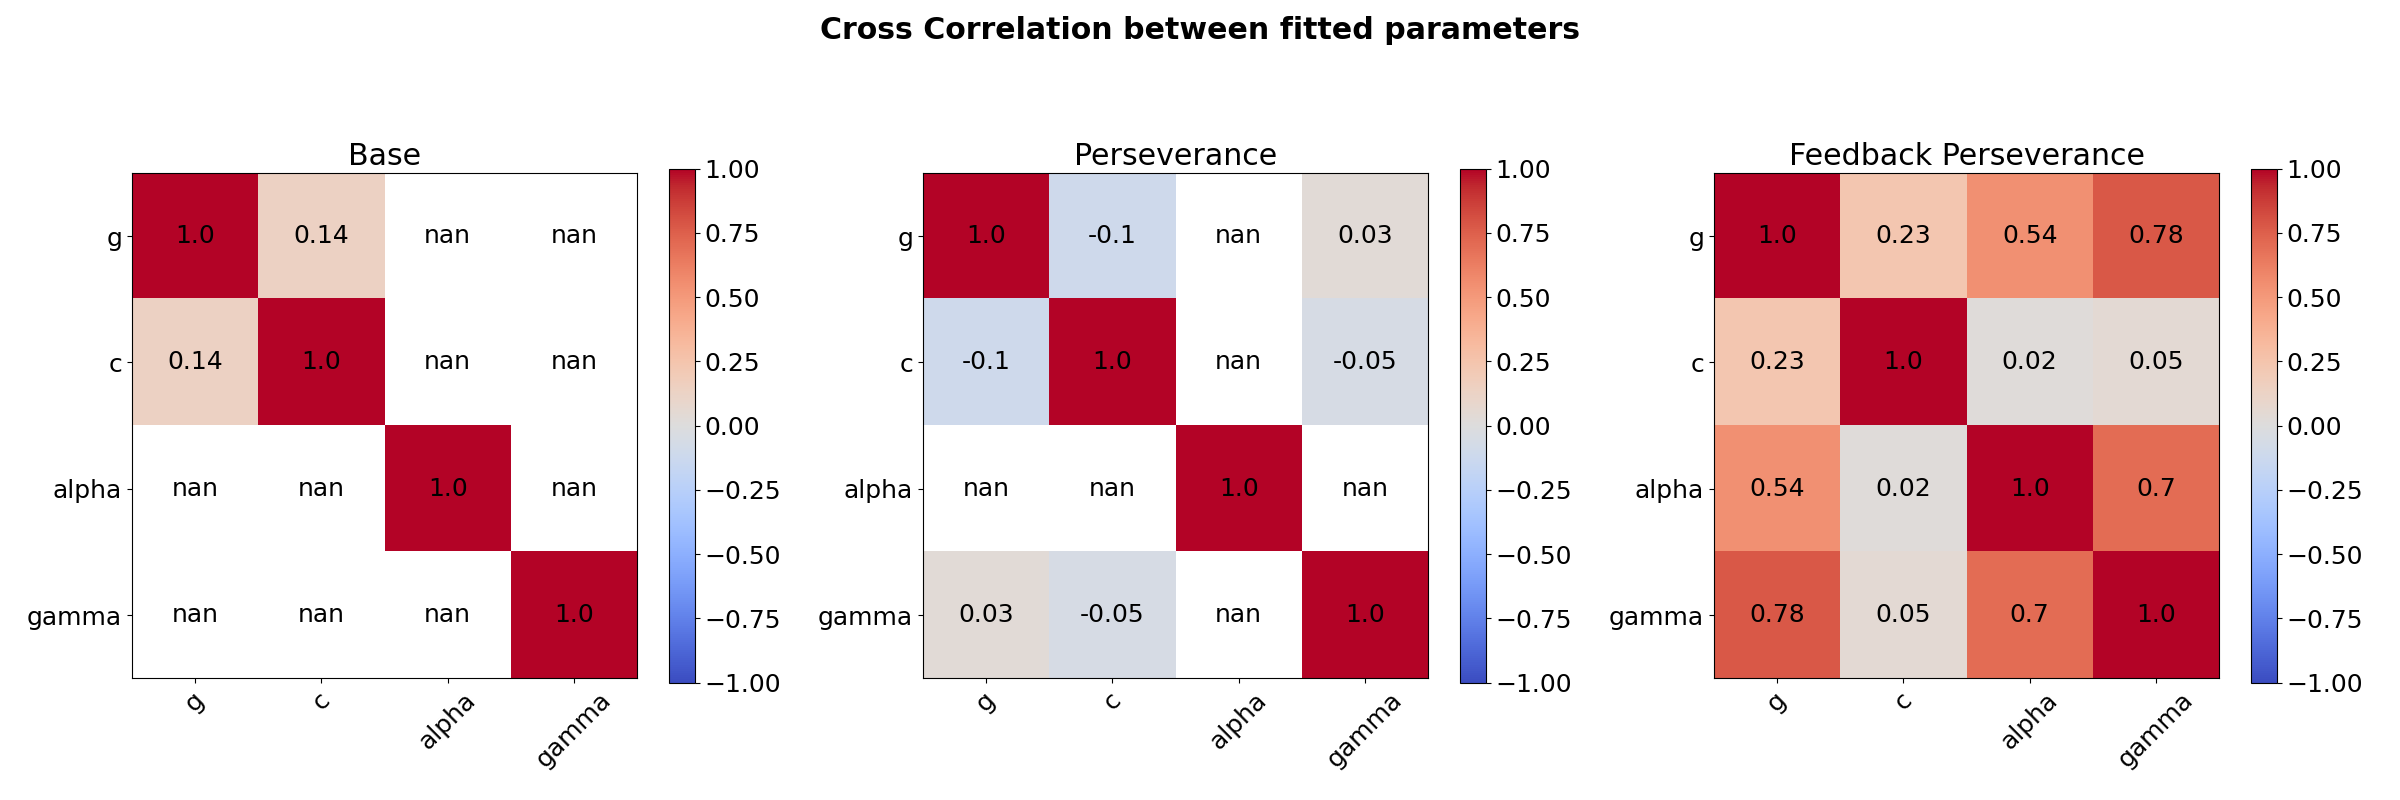 Cross Correlation between fitted parameters
Base
g 1.0 0.14 nan nan
c 0.14 1.0 nan nan
alpha nan nan 1.0 nan
gamma nan nan nan 1.0
g c alpha gamma
1.00
0.75
0.50
0.25
0.00
−0.25
−0.50
−0.75
−1.00
Perseverance
g 1.0 -0.1 nan 0.03
c -0.1 1.0 nan -0.05
alpha nan nan 1.0 nan
gamma 0.03 -0.05 nan 1.0
g c alpha gamma
1.00
0.75
0.50
0.25
0.00
−0.25
−0.50
−0.75
−1.00
Feedback Perseverance
g 1.0 0.23 0.54 0.78
c 0.23 1.0 0.02 0.05
alpha 0.54 0.02 1.0 0.7
gamma 0.78 0.05 0.7 1.0
g c alpha gamma
1.00
0.75
0.50
0.25
0.00
−0.25
−0.50
−0.75
−1.00